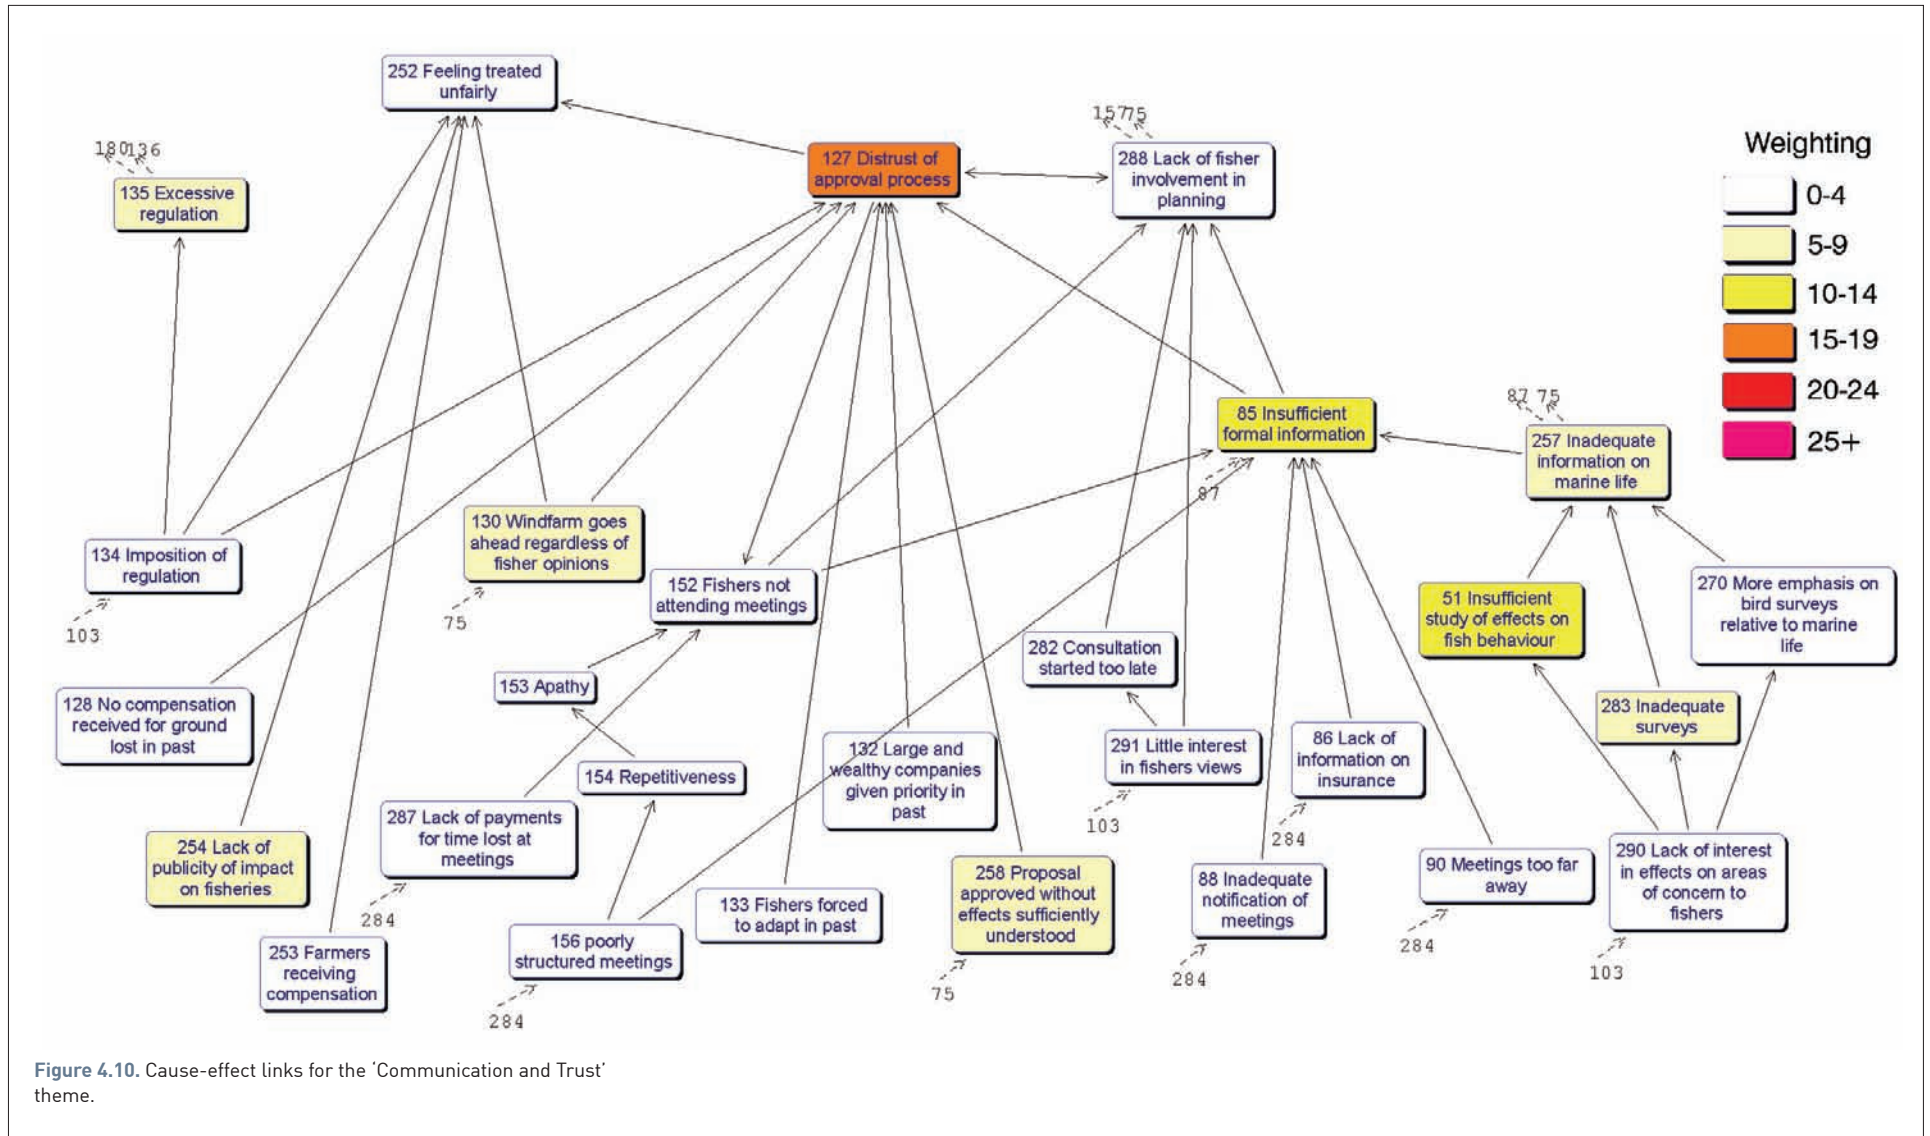 252 Feeling treated
unfairly
157 75
180 136
Weighting
127 Distrust of
approval process
288 Lack of fisher
involvement in
planning
135 Excessive
regulation
0-4
5-9
10-14
15-19
20-24
25+
87 75
85 Insufficient
formal information
257 Inadequate
information on
marine life
87
130 Windfarm goes
ahead regardless of
fisher opinions
134 Imposition of
regulation
152 Fishers not
attending meetings
270 More emphasis on
bird surveys
relative to marine
life
51 Insufficient
study of effects on
fish behaviour
103
75
282 Consultation
started too late
153 Apathy
128 No compensation
received for ground
lost in past
283 Inadequate
surveys
132 Large and
wealthy companies
given priority in
past
291 Little interest
in fishers views
86 Lack of
information on
insurance
154 Repetitiveness
287 Lack of payments
for time lost at
meetings
103
284
254 Lack of
publicity of impact
on fisheries
258 Proposal
approved without
effects sufficiently
understood
88 Inadequate
notification of
meetings
90 Meetings too far
away
290 Lack of interest
in effects on areas
of concern to
fishers
284
133 Fishers forced
to adapt in past
156 poorly
structured meetings
253 Farmers
receiving
compensation
284
103
284
75
284
Figure 4.10. Cause-effect links for the ‘Communication and Trust’
theme.